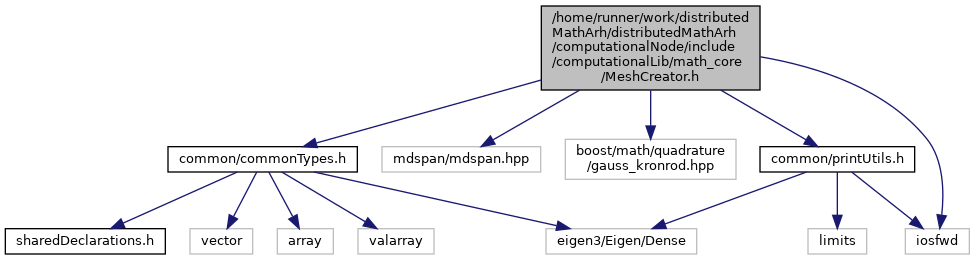 /home/runner/work/distributed
MathArh/distributedMathArh
/computationalNode/include
/computationalLib/math_core
/MeshCreator.h
common/commonTypes.h
mdspan/mdspan.hpp
boost/math/quadrature
/gauss_kronrod.hpp
common/printUtils.h
sharedDeclarations.h
vector
array
valarray
eigen3/Eigen/Dense
limits
iosfwd